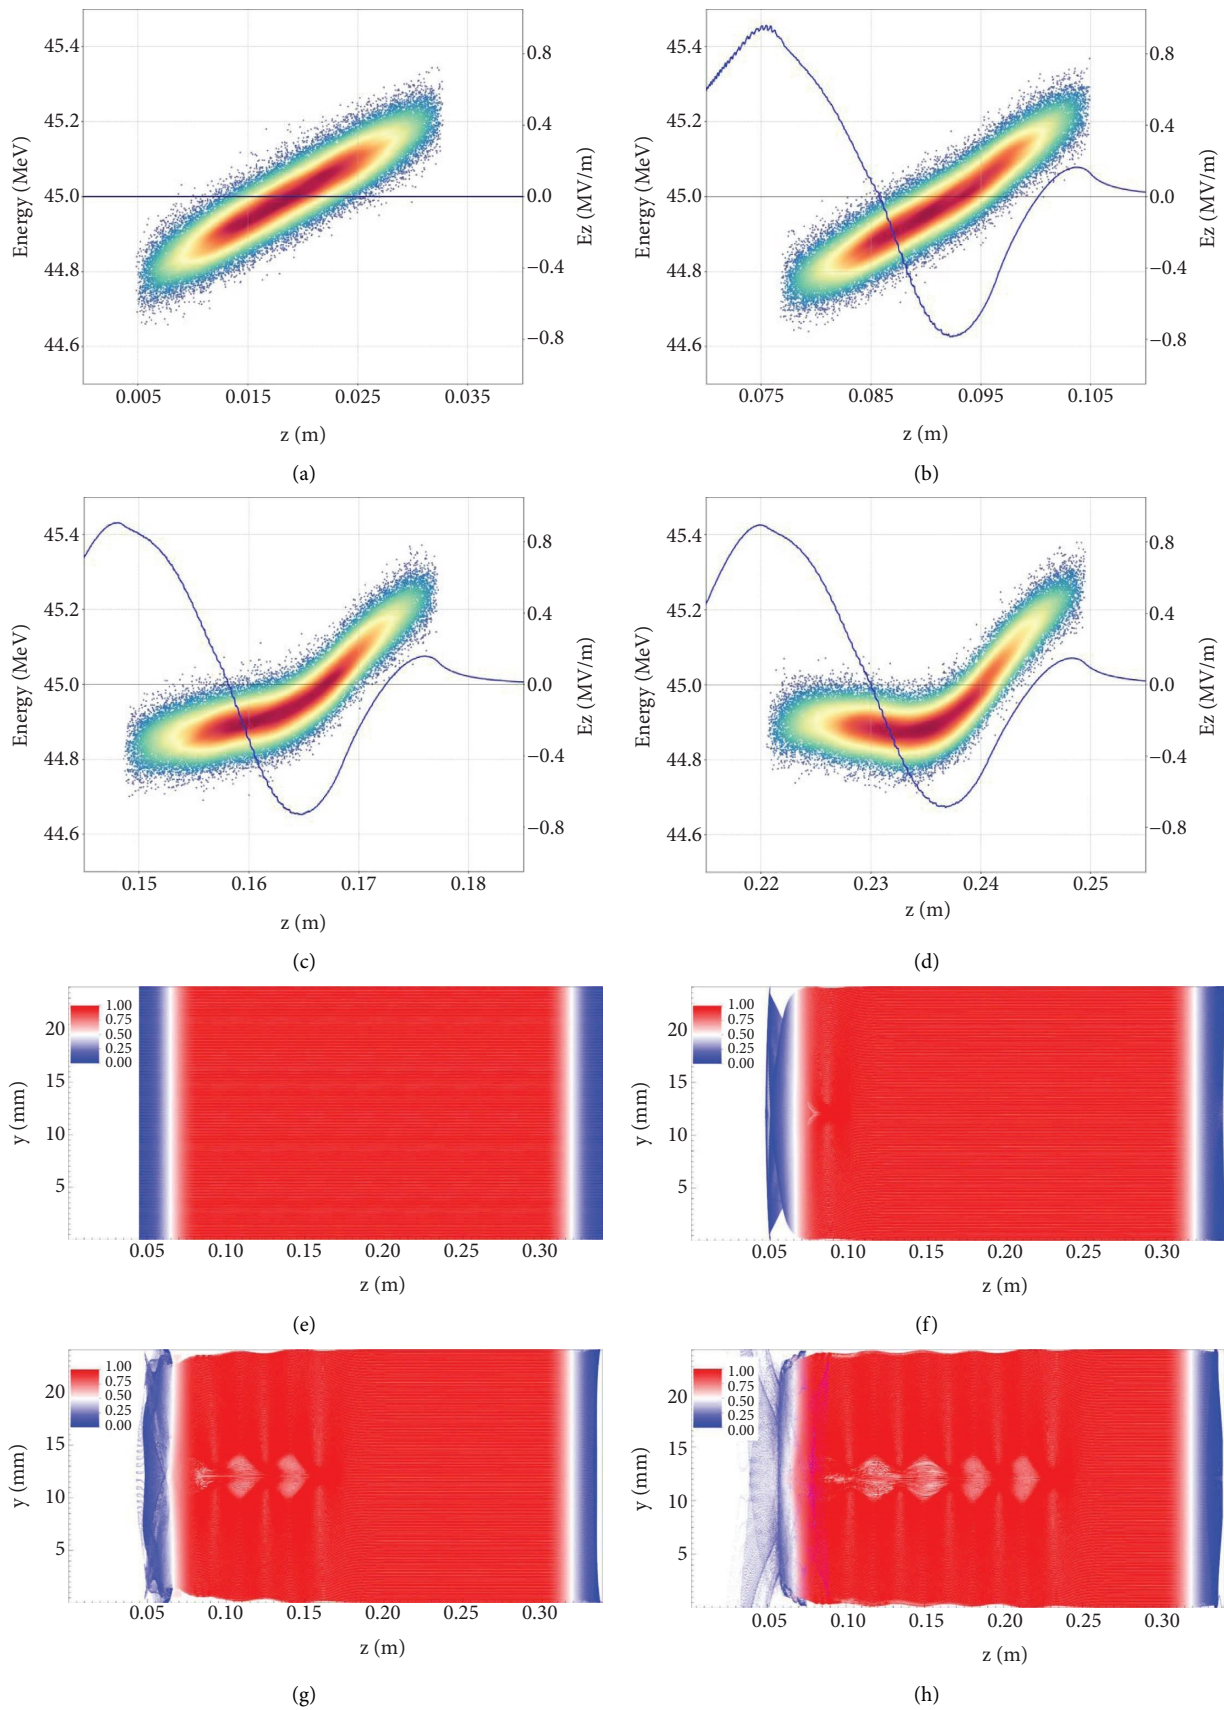 45.4
45.2
45.0
44.8
44.6
Energy (MeV)
0.8
0.4
0.0
−0.4
−0.8
Ez (MV/m)
0.005 0.015 0.025 0.035
z (m)
(a)
45.4
45.2
45.0
44.8
44.6
Energy (MeV)
0.8
0.4
0.0
−0.4
−0.8
Ez (MV/m)
0.075 0.085 0.095 0.105
z (m)
(b)
45.4
45.2
45.0
44.8
44.6
Energy (MeV)
0.8
0.4
0.0
−0.4
−0.8
Ez (MV/m)
0.15 0.16 0.17 0.18
z (m)
(c)
45.4
45.2
45.0
44.8
44.6
Energy (MeV)
0.8
0.4
0.0
−0.4
−0.8
Ez (MV/m)
0.22 0.23 0.24 0.25
z (m)
(d)
1.00
0.75
0.50
0.25
0.00
20
15
10
5
y (mm)
0.05 0.10 0.15 0.20 0.25 0.30
z (m)
(e)
1.00
0.75
0.50
0.25
0.00
20
15
10
5
y (mm)
0.05 0.10 0.15 0.20 0.25 0.30
z (m)
(f)
1.00
0.75
0.50
0.25
0.00
20
15
10
5
y (mm)
0.05 0.10 0.15 0.20 0.25 0.30
z (m)
(g)
1.00
0.75
0.50
0.25
0.00
20
15
10
5
y (mm)
0.05 0.10 0.15 0.20 0.25 0.30
z (m)
(h)